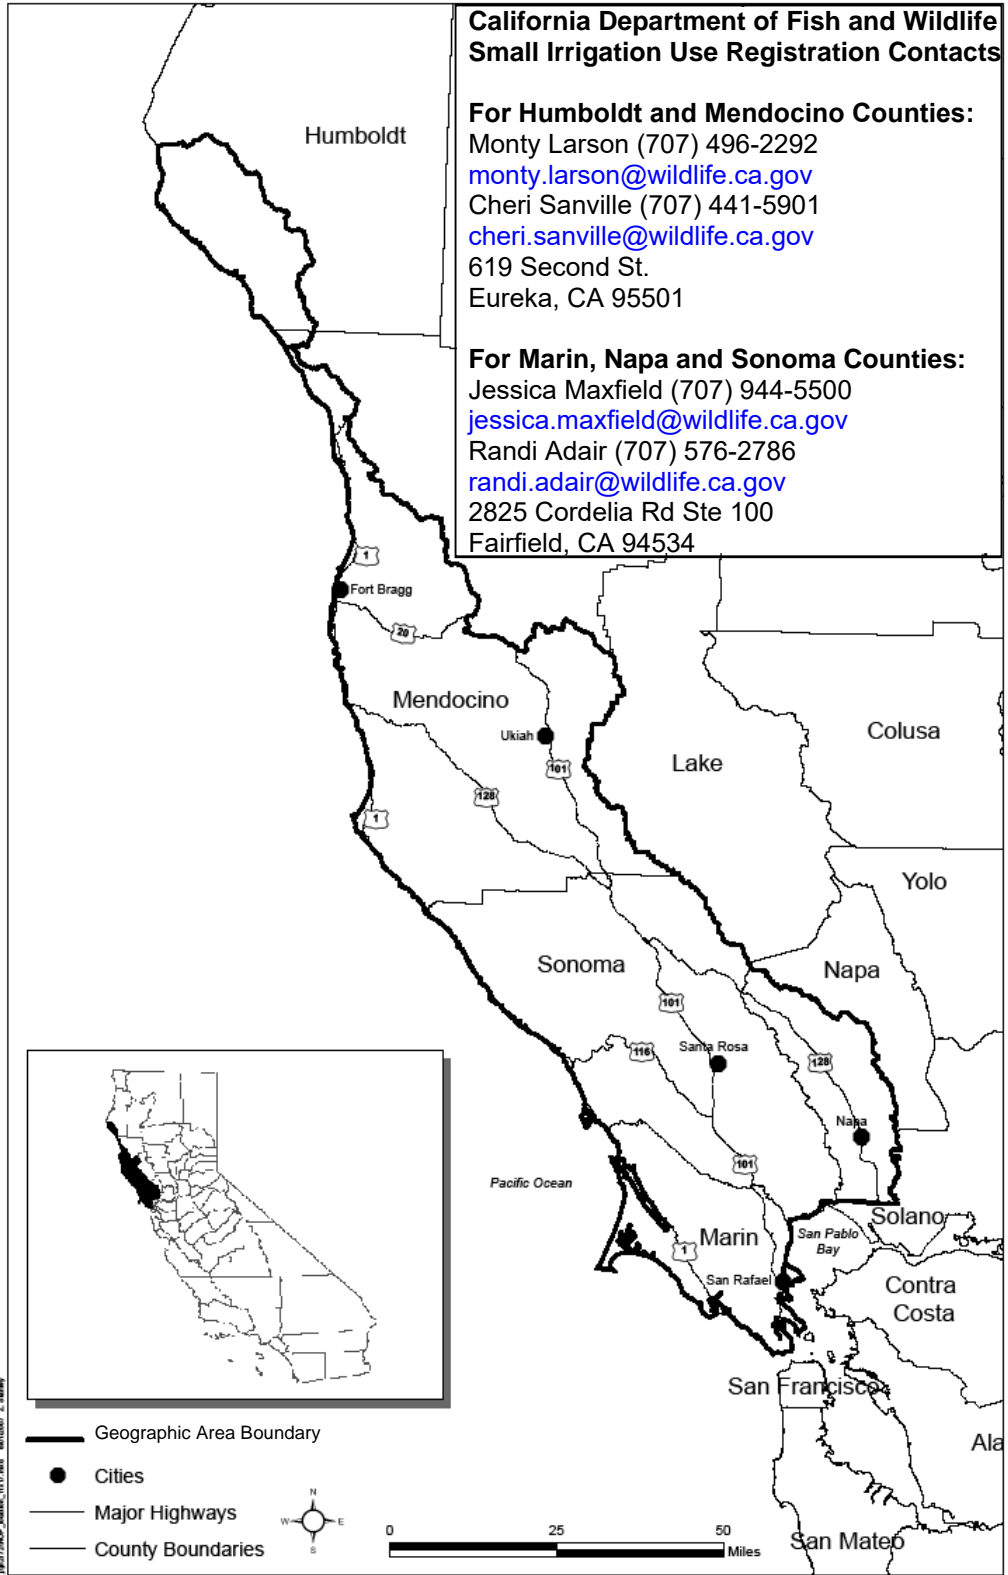 California Department of Fish and Wildlife
Small Irrigation Use Registration Contacts
For Humboldt and Mendocino Counties:
Monty Larson (707) 496-2292
monty.larson@wildlife.ca.gov
Cheri Sanville (707) 441-5901
cheri.sanville@wildlife.ca.gov
619 Second St.
Eureka, CA 95501
For Marin, Napa and Sonoma Counties:
Jessica Maxfield (707) 944-5500
jessica.maxfield@wildlife.ca.gov
Randi Adair (707) 576-2786
randi.adair@wildlife.ca.gov
2825 Cordelia Rd Ste 100
Fairfield, CA 94534
Humboldt
1
Fort Bragg
20
Mendocino
Ukiah
101
Lake
Colusa
128
1
Yolo
Sonoma
Napa
101
116
Santa Rosa
128
Napa
101
Pacific Ocean
Marin
San Pablo
Bay
Solano
1
San Rafael
Contra
Costa
San Francisco
Ala
San Mateo
Geographic Area Boundary
Cities
Major Highways
County Boundaries
N
W E
S
0 25 50
Miles